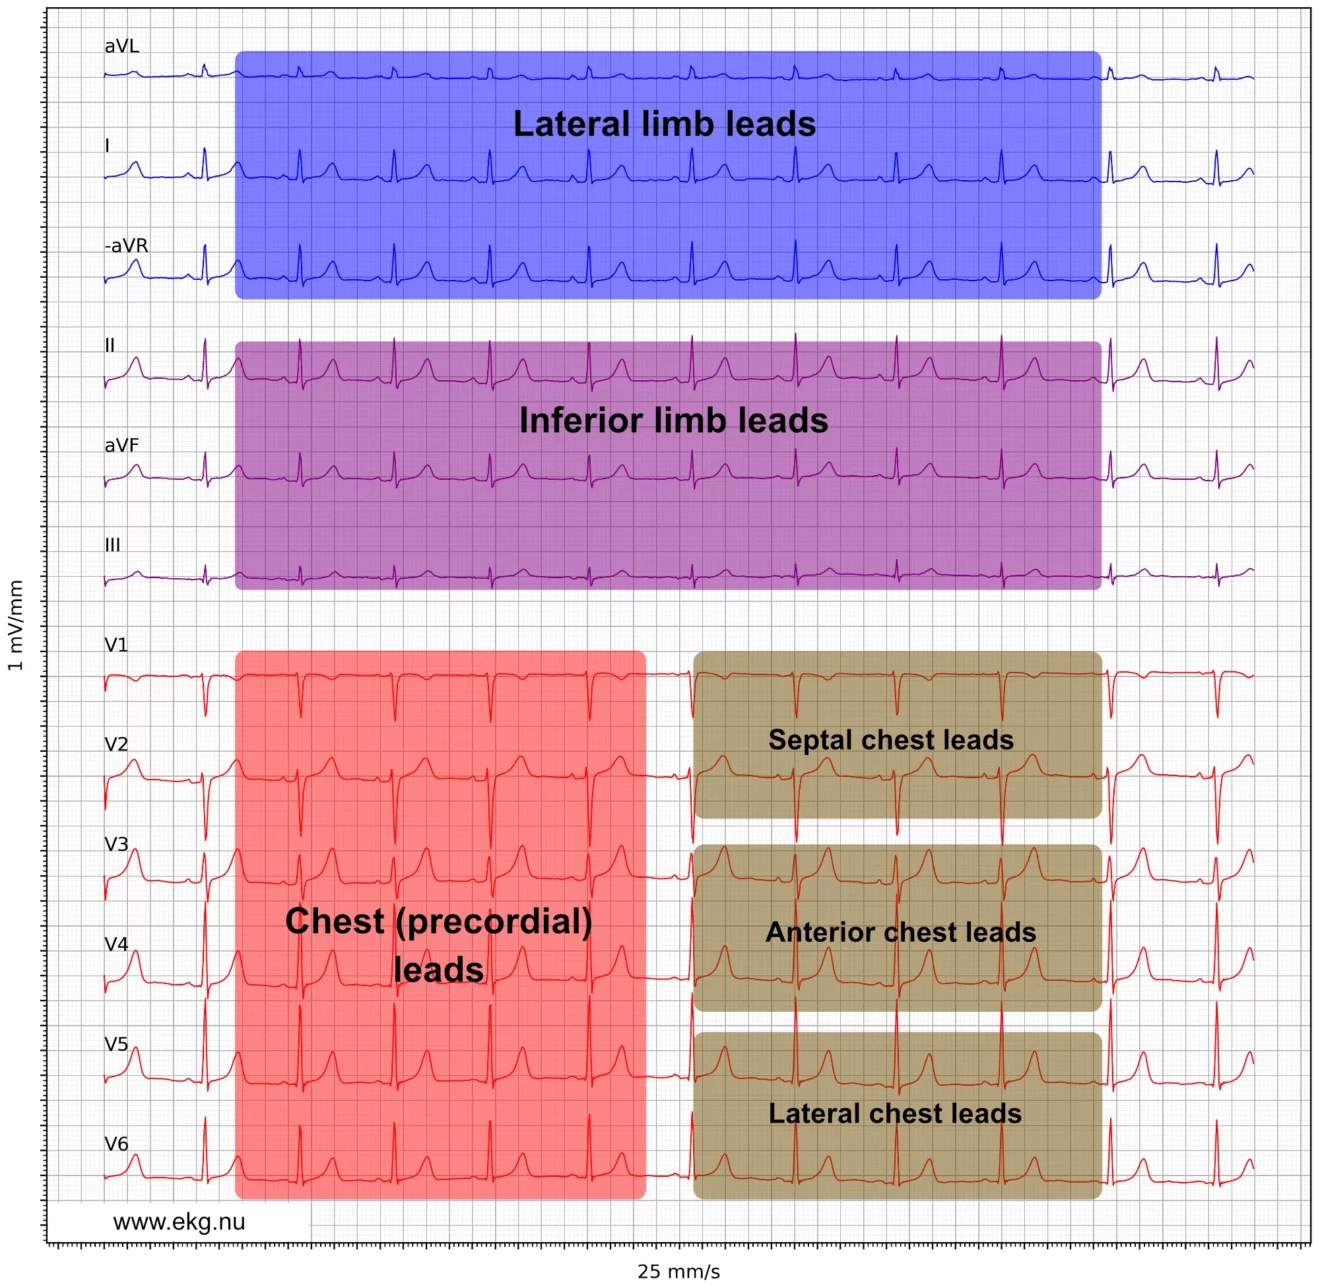 aVL
Lateral limb leads
I
-aVR
II
Inferior limb leads
aVF
III
V1
V2
Septal chest leads
V3
Chest (precordial)
leads
Anterior chest leads
V4
V5
Lateral chest leads
V6
www.ekg.nu
1 mV/mm
25 mm/s